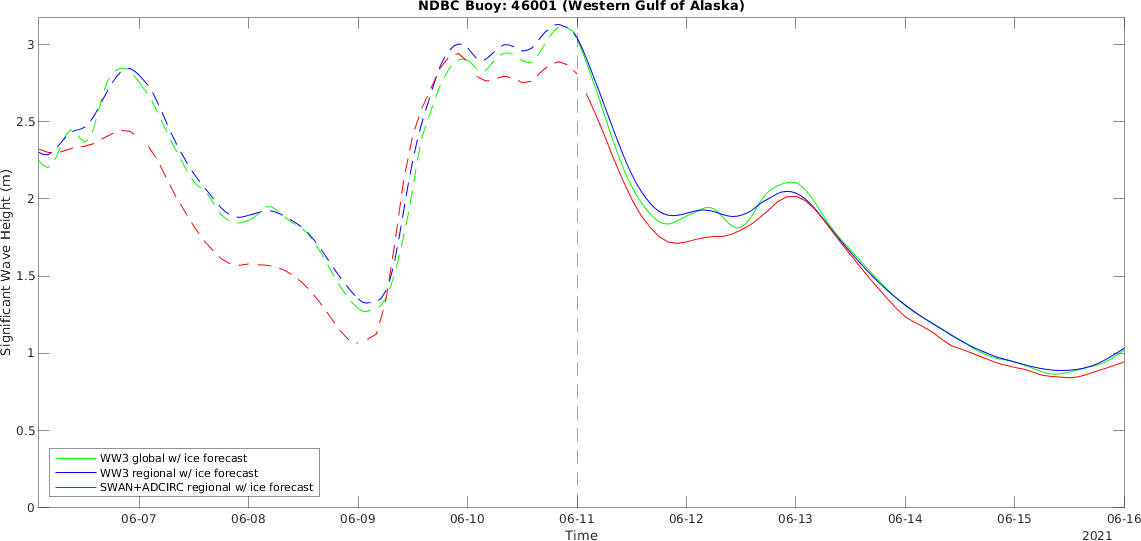 NDBC Buoy: 46001 (Western Gulf of Alaska)
Significant Wave Height (m)
3
2.5
2
1.5
1
0.5
0
WW3 global w/ ice forecast
WW3 regional w/ ice forecast
SWAN+ADCIRC regional w/ ice forecast
06-07 06-08 06-09 06-10 06-11 06-12 06-13 06-14 06-15 06-16
Time
2021